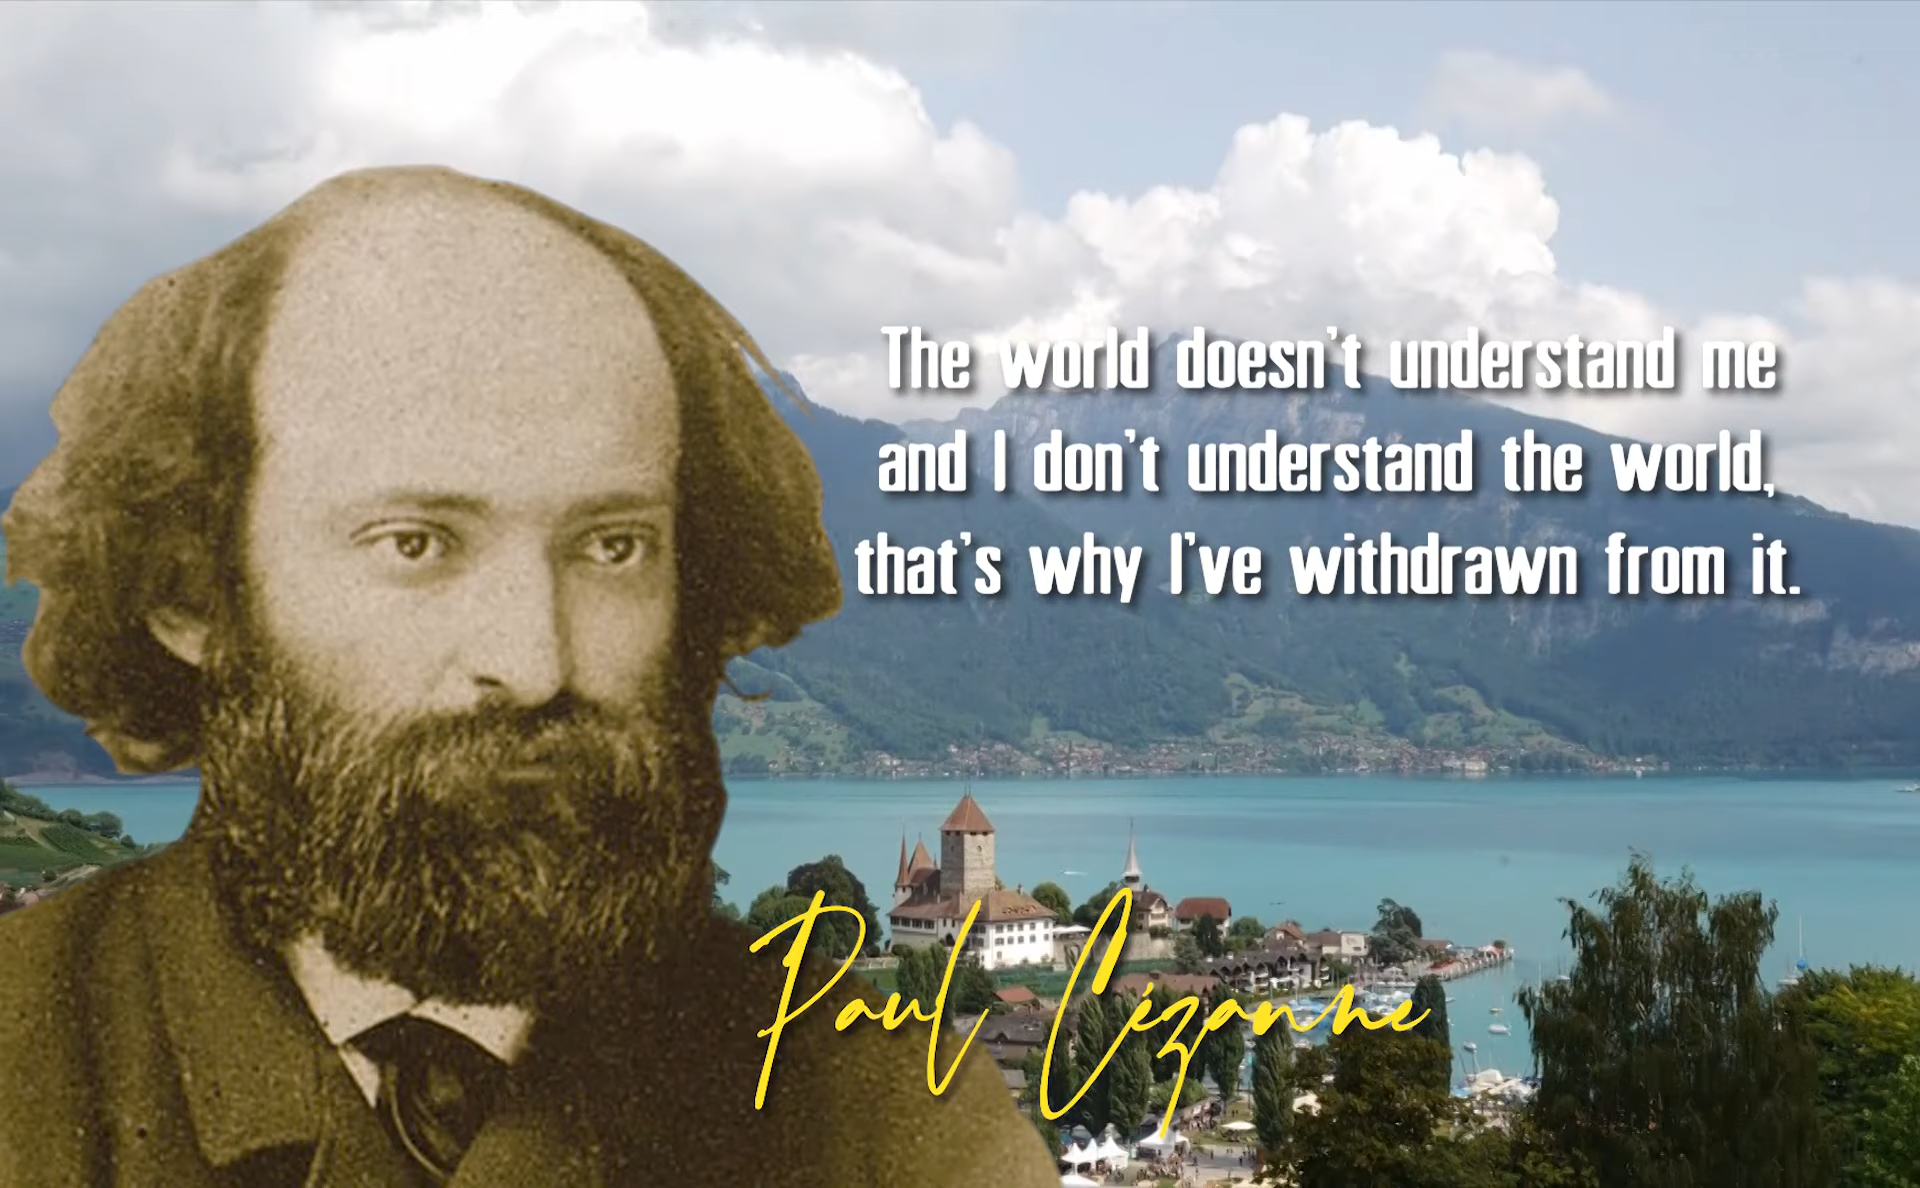 The world doesn't understand me
and I don't understand the world,
that's why I've withdrawn from it.
Paul Cézanne